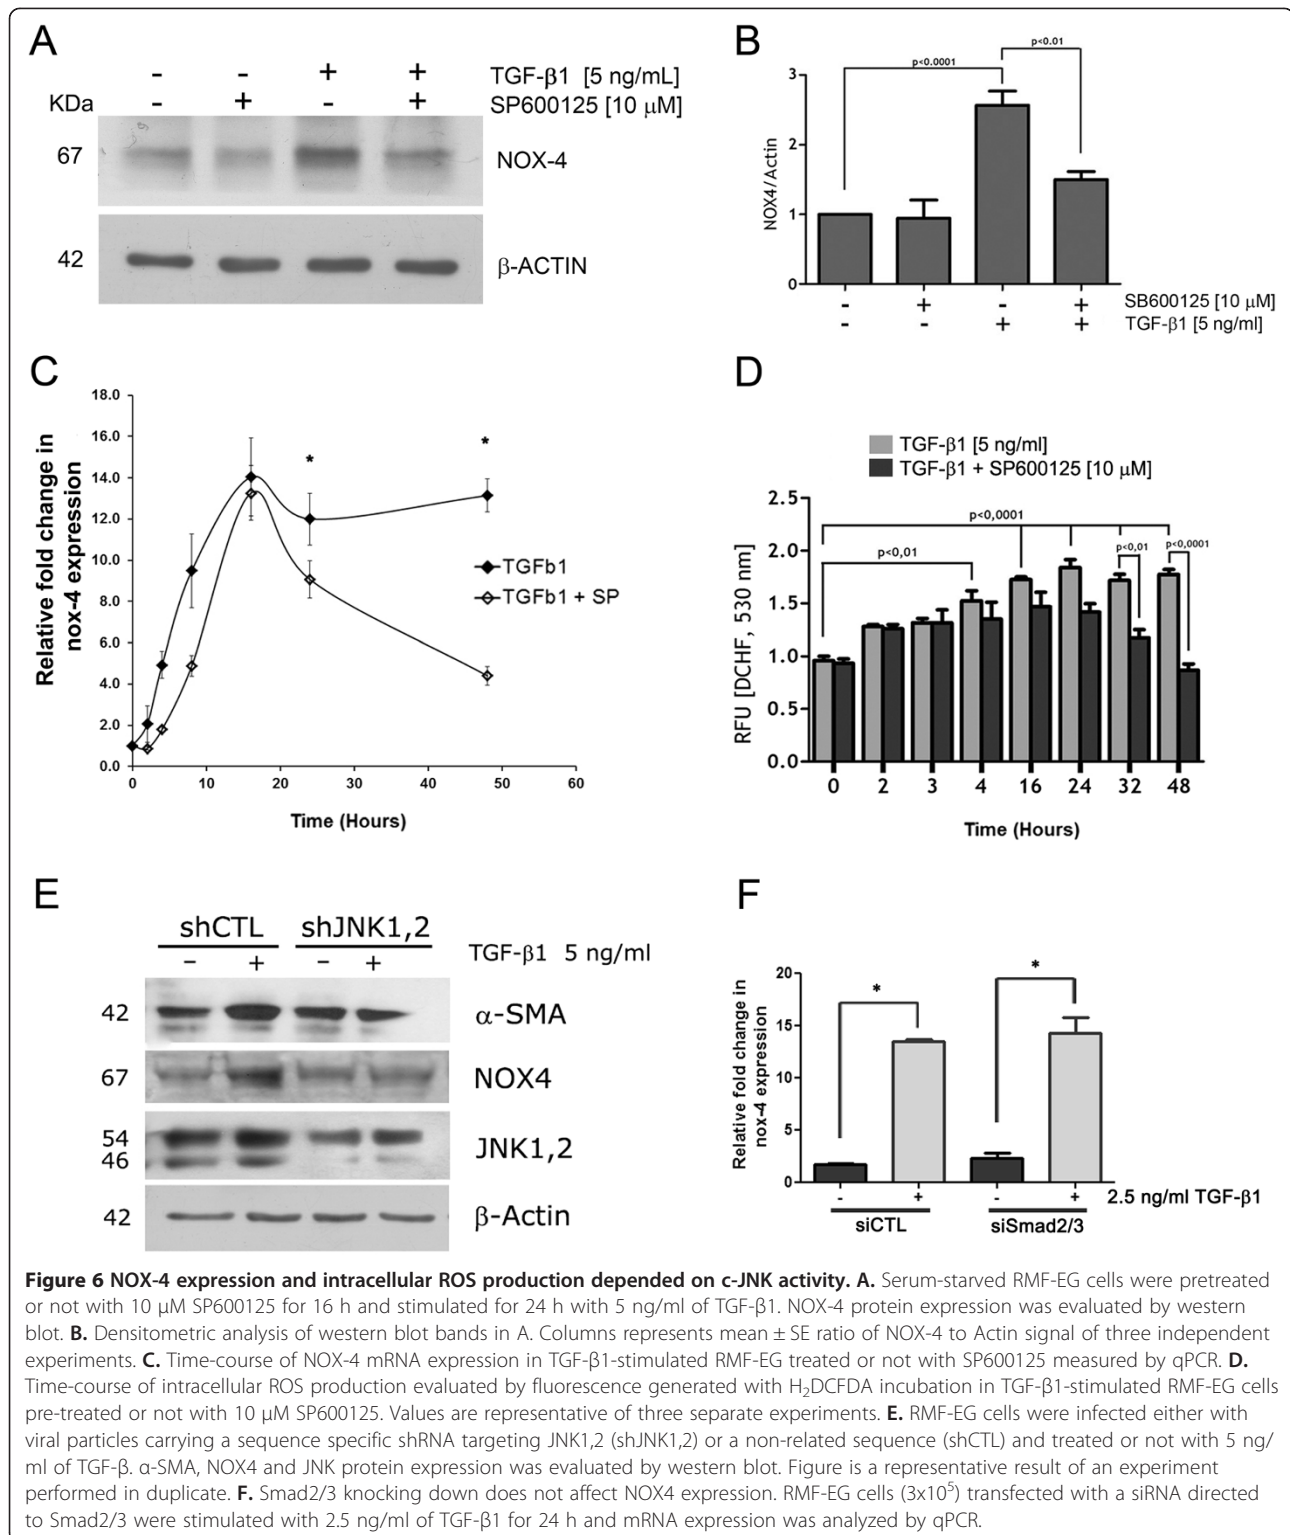 A
- - + + TGF-β1 [5 ng/mL]
KDa - + - + SP600125 [10 µM]
67 NOX-4
42 β-ACTIN
B
p<0.01
p<0.0001
NOX4/Actin
3
2
1
0
- + - + SB600125 [10 µM]
- - + + TGF-β1 [5 ng/ml]
C
Relative fold change in
nox-4 expression
18.0
16.0
14.0
12.0
10.0
8.0
6.0
4.0
2.0
0.0
* *
TGFb1
TGFb1 + SP
0 10 20 30 40 50 60
Time (Hours)
D
TGF-β1 [5 ng/ml]
TGF-β1 + SP600125 [10 µM]
RFU [DCHF, 530 nm]
2.5
2.0
1.5
1.0
0.5
0.0
p<0,0001
p<0,01
p<0,01
p<0,0001
0 2 3 4 16 24 32 48
Time (Hours)
E
shCTL shJNK1,2
- + - + TGF-β1 5 ng/ml
42 α-SMA
67 NOX4
54
46 JNK1,2
42 β-Actin
F
Relative fold change in
nox-4 expression
20
15
10
5
0
* *
- + - + 2.5 ng/ml TGF-β1
siCTL siSmad2/3
Figure 6 NOX-4 expression and intracellular ROS production depended on c-JNK activity. A. Serum-starved RMF-EG cells were pretreated
or not with 10 µM SP600125 for 16 h and stimulated for 24 h with 5 ng/ml of TGF-β1. NOX-4 protein expression was evaluated by western
blot. B. Densitometric analysis of western blot bands in A. Columns represents mean ± SE ratio of NOX-4 to Actin signal of three independent
experiments. C. Time-course of NOX-4 mRNA expression in TGF-β1-stimulated RMF-EG treated or not with SP600125 measured by qPCR. D.
Time-course of intracellular ROS production evaluated by fluorescence generated with H₂DCFDA incubation in TGF-β1-stimulated RMF-EG cells
pre-treated or not with 10 µM SP600125. Values are representative of three separate experiments. E. RMF-EG cells were infected either with
viral particles carrying a sequence specific shRNA targeting JNK1,2 (shJNK1,2) or a non-related sequence (shCTL) and treated or not with 5 ng/
ml of TGF-β. α-SMA, NOX4 and JNK protein expression was evaluated by western blot. Figure is a representative result of an experiment
performed in duplicate. F. Smad2/3 knocking down does not affect NOX4 expression. RMF-EG cells (3x10⁵) transfected with a siRNA directed
to Smad2/3 were stimulated with 2.5 ng/ml of TGF-β1 for 24 h and mRNA expression was analyzed by qPCR.